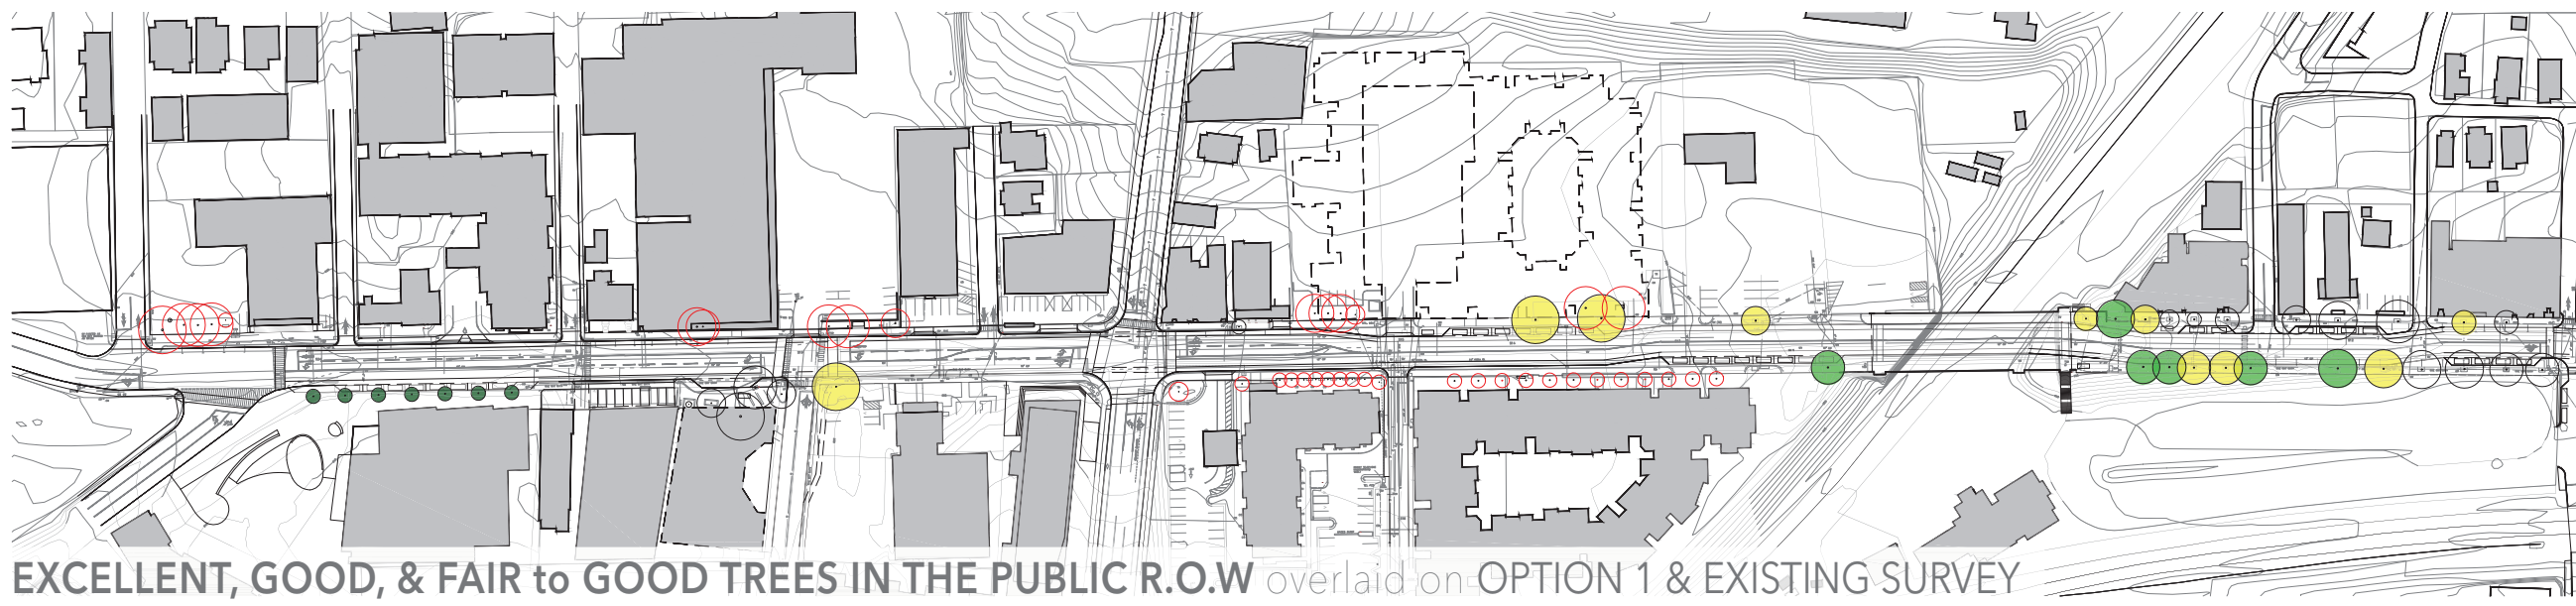 EXCELLENT, GOOD, & FAIR to GOOD TREES IN THE PUBLIC R.O.W overlaid on OPTION 1 & EXISTING SURVEY